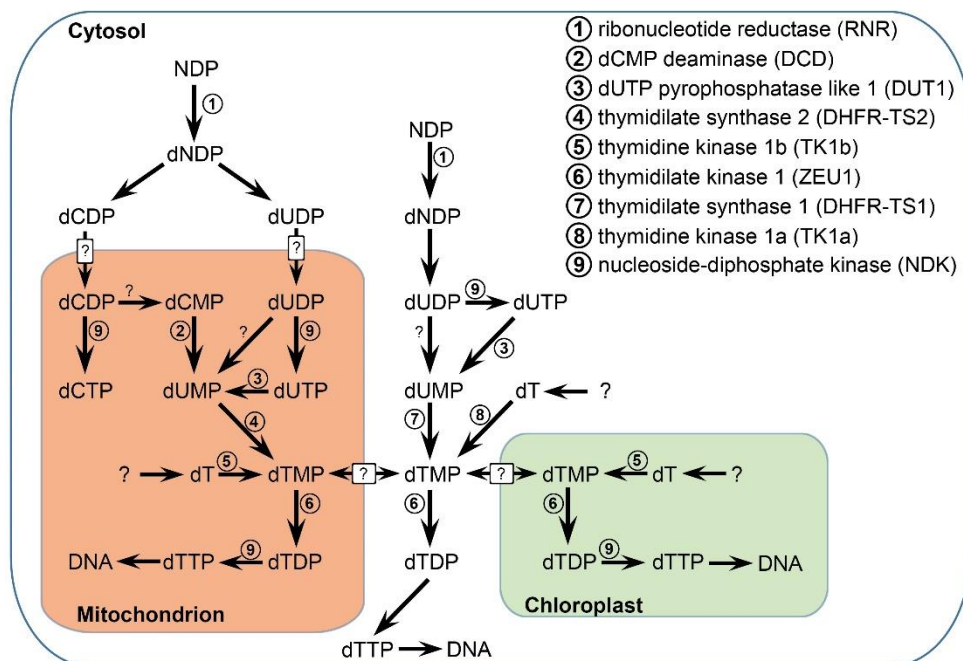 Cytosol
① ribonucleotide reductase (RNR)
② dCMP deaminase (DCD)
③ dUTP pyrophosphatase like 1 (DUT1)
④ thymidilate synthase 2 (DHFR-TS2)
⑤ thymidine kinase 1b (TK1b)
⑥ thymidilate kinase 1 (ZEU1)
⑦ thymidilate synthase 1 (DHFR-TS1)
⑧ thymidine kinase 1a (TK1a)
⑨ nucleoside-diphosphate kinase (NDK)
NDP
①
dNDP
dCDP dUDP
? ?
dCDP ? dCMP dUDP
⑨ ② ? ⑨
dCTP dUMP ③ dUTP
④
? dT ⑤ dTMP ? dTMP ? dTMP ⑤ dT ?
⑥
DNA dTTP ⑨ dTDP
Mitochondrion
NDP
①
dNDP
dUDP ⑨ dUTP
? ③
dUMP dT ?
⑦ ⑧
⑥
dTDP
dTTP DNA
⑥
dTDP ⑨ dTTP DNA
Chloroplast